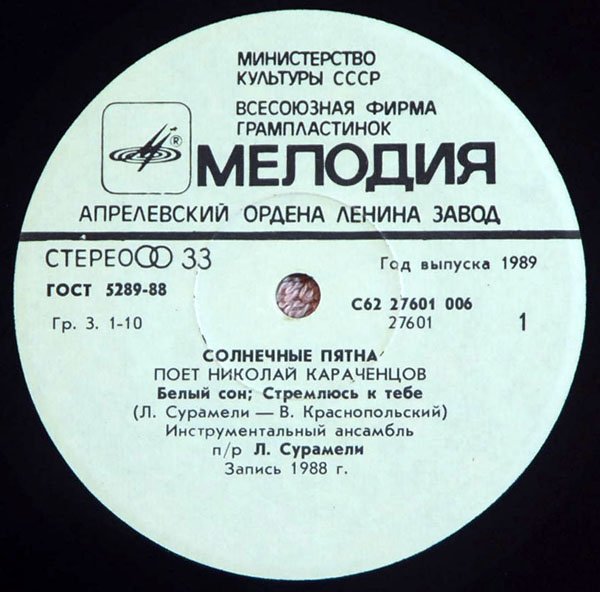 МИНИСТЕРСТВО
КУЛЬТУРЫ СССР
ВСЕСОЮЗНАЯ ФИРМА
ГРАМПЛАСТИНОК
® МЕЛОДИЯ
АПРЕЛЕВСКИЙ ОРДЕНА ЛЕНИНА ЗАВОД
СТЕРЕО 33 Год выпуска 1989
ГОСТ 5289-88 С62 27601 006
Гр. 3. 1-10 27601 1
СОЛНЕЧНЫЕ ПЯТНА
ПОЕТ НИКОЛАЙ КАРАЧЕНЦОВ
Белый сон; Стремлюсь к тебе
(Л. Сурамели — В. Краснопольский)
Инструментальный ансамбль
п/р Л. Сурамели
Запись 1988 г.